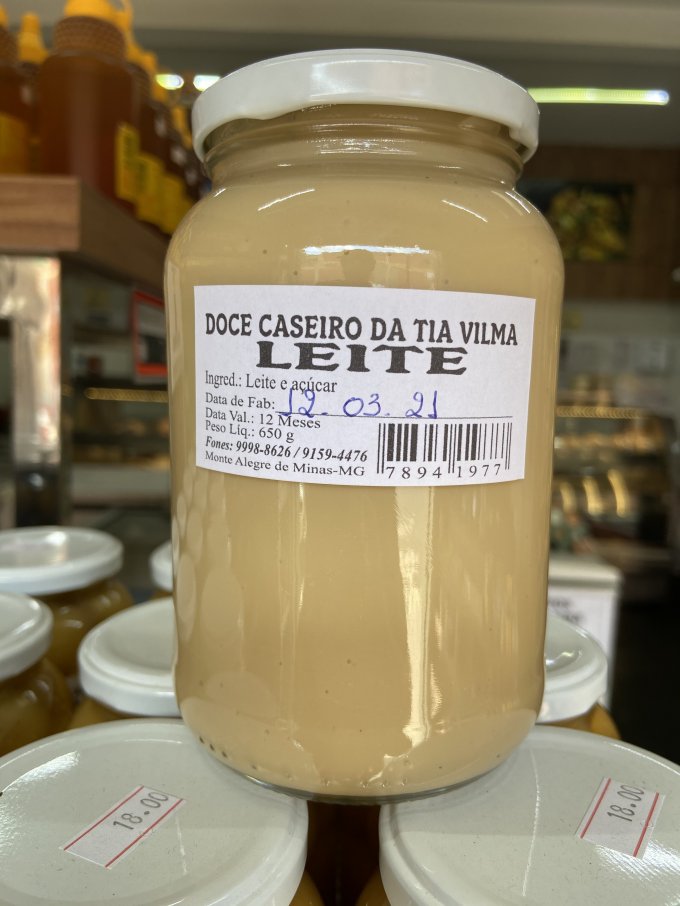 DOCE CASEIRO DA TIA VILMA
LEITE
Ingred.: Leite e açúcar
Data de Fab: 12.03.21
Data Val.: 12 Meses
Peso Líq.: 650 g
Fones: 9998-8626 / 9159-4476
Monte Alegre de Minas-MG
7894 1977
18.00
18.00